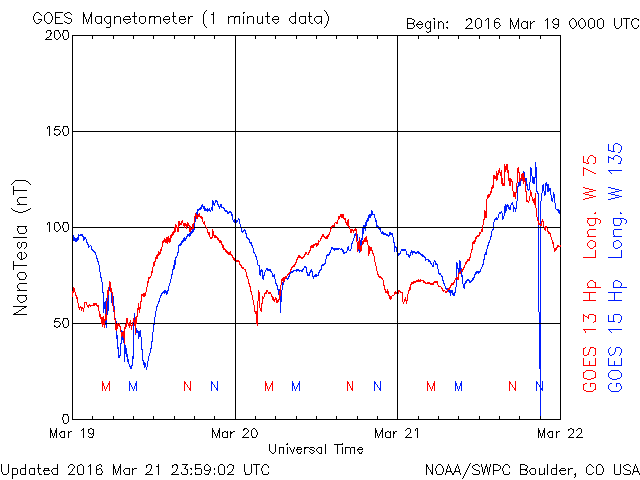 GOES Magnetometer (1 minute data)
Begin: 2016 Mar 19 0000 UTC
200
150
100
50
0
NanoTesla (nT)
M M N N M M N N M M N N
Mar 19 Mar 20 Mar 21 Mar 22
Universal Time
GOES 13 Hp Long. W 75
GOES 15 Hp Long. W 135
Updated 2016 Mar 21 23:59:02 UTC
NOAA/SWPC Boulder, CO USA